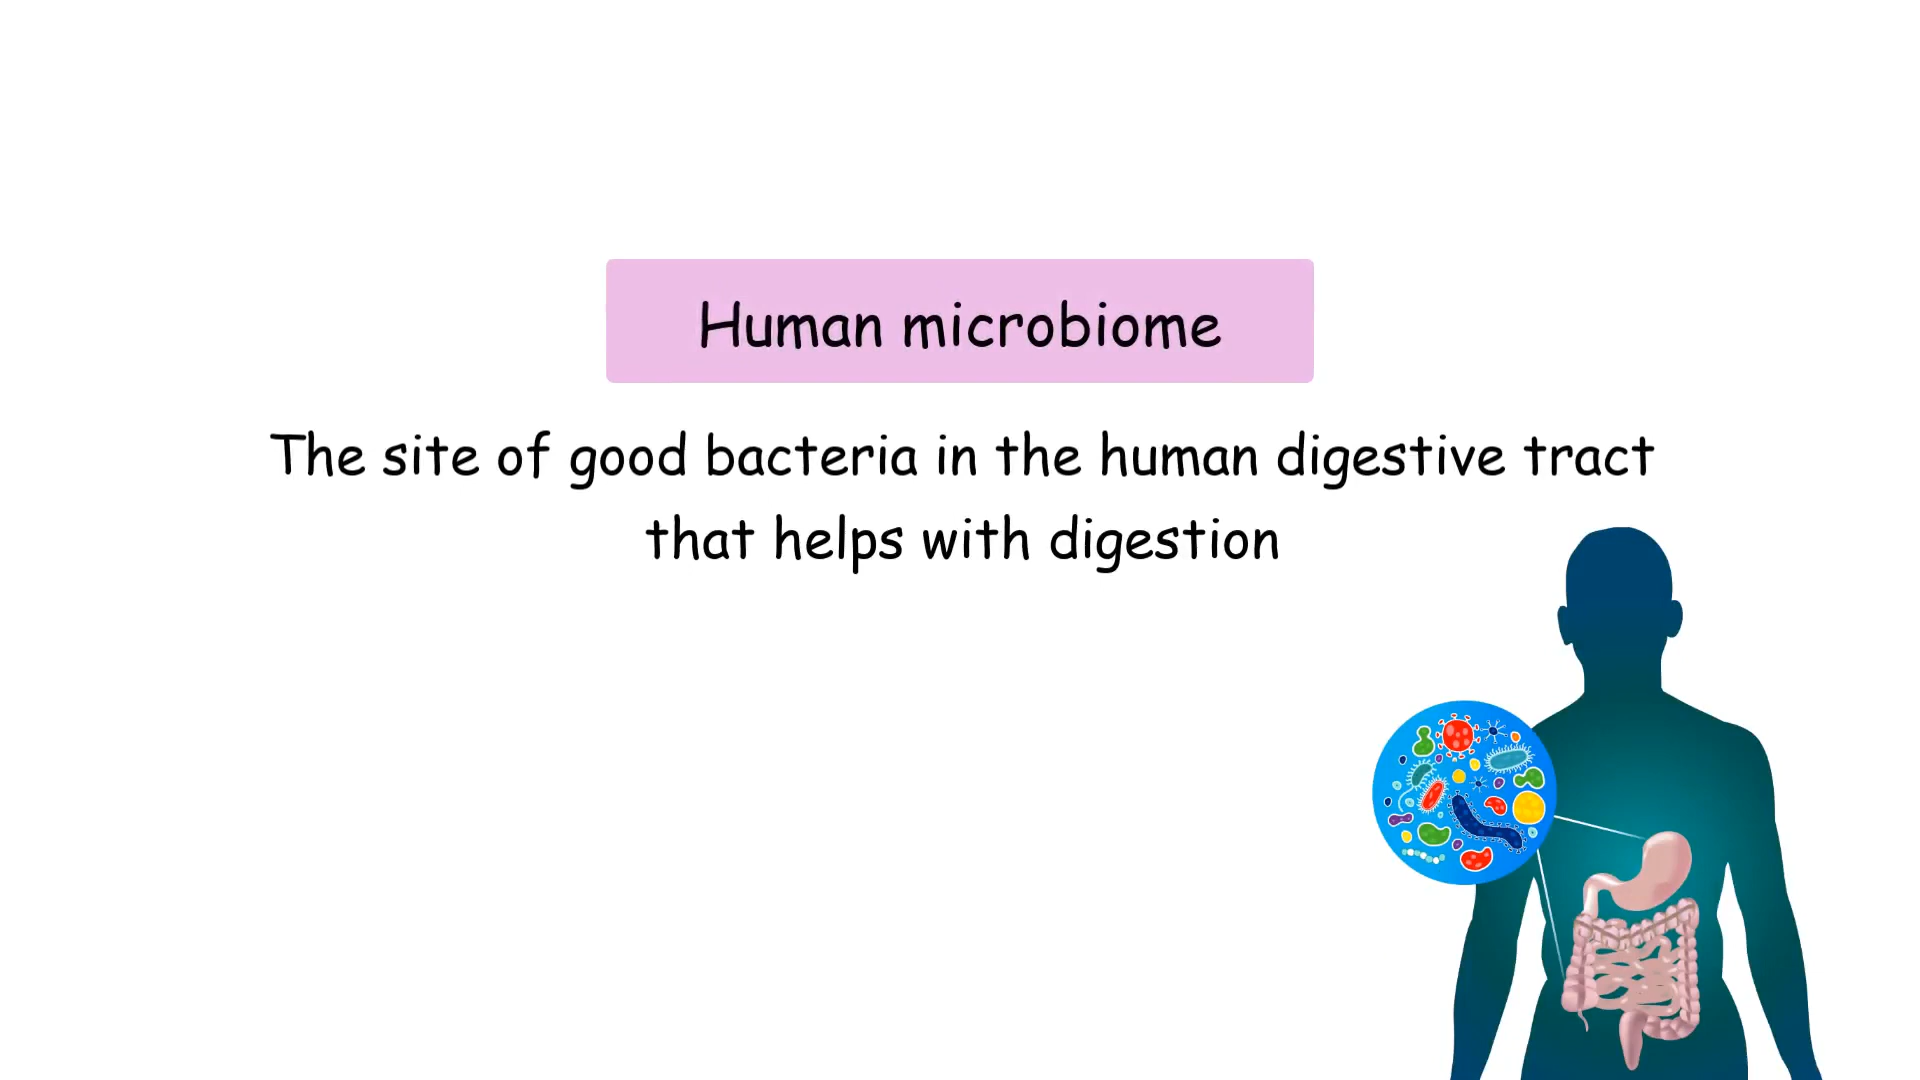 Human microbiome
The site of good bacteria in the human digestive tract
that helps with digestion